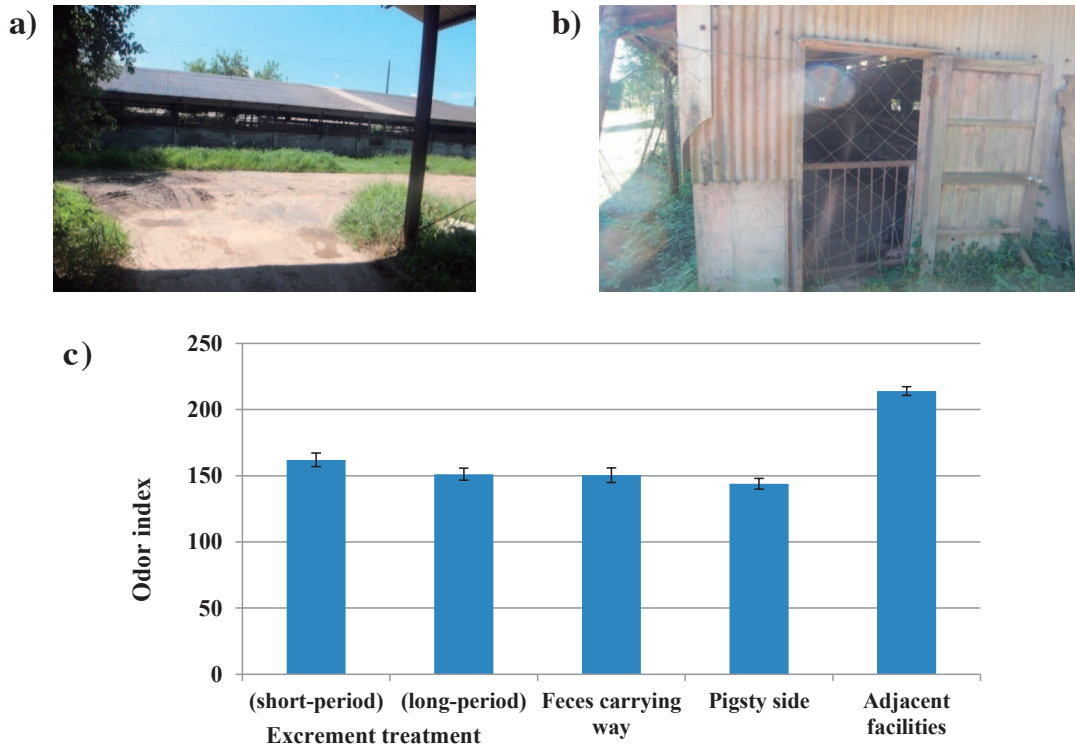 a)
b)
c)
250
200
150
100
50
0
Odor index
(short-period) (long-period) Feces carrying way Pigsty side Adjacent facilities
Excrement treatment